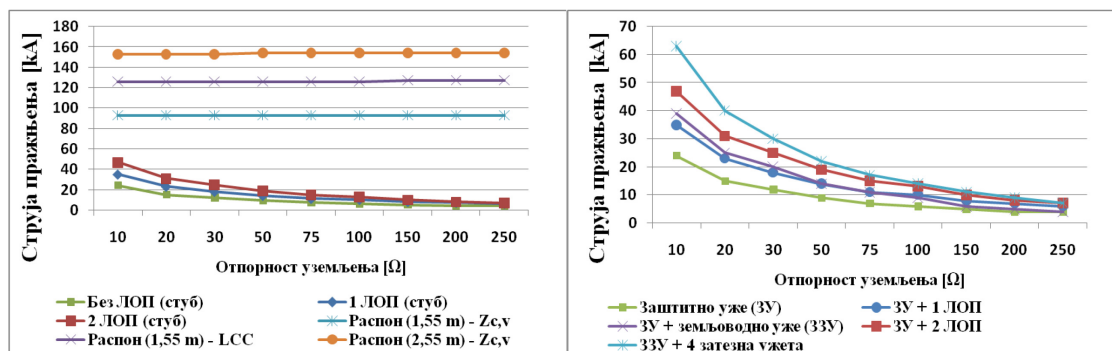 Струја пражњења [kA]
180
160
140
120
100
80
60
40
20
0
10 20 30 50 75 100 150 200 250
Отпорност уземљења [Ω]
Без ЛОП (стуб) 1 ЛОП (стуб)
2 ЛОП (стуб) Распон (1,55 m) - Zc,v
Распон (1,55 m) - LCC Распон (2,55 m) - Zc,v
Струја пражњења [kA]
70
60
50
40
30
20
10
0
10 20 30 50 75 100 150 200 250
Отпорност уземљења [Ω]
Заштитно уже (ЗУ) ЗУ + 1 ЛОП
ЗУ + земљоводно уже (ЗЗУ) ЗУ + 2 ЛОП
ЗЗУ + 4 затезна ужета